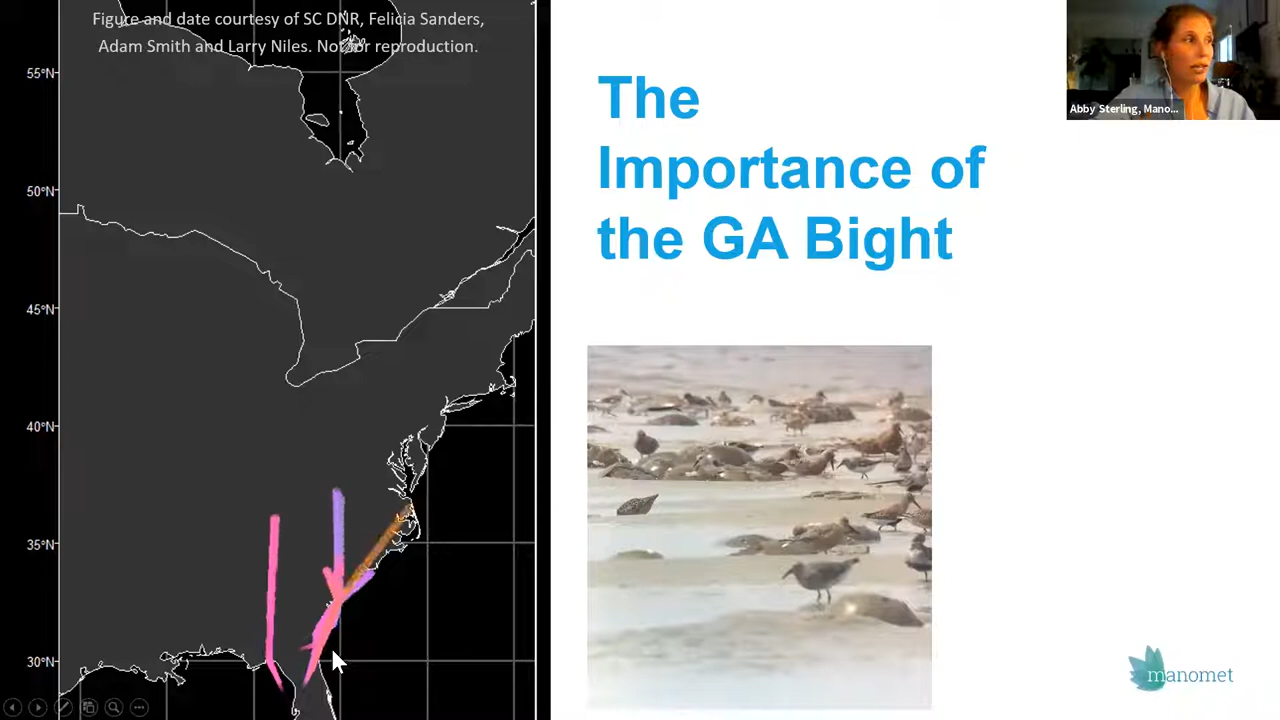 Figure and date courtesy of SC DNR, Felicia Sanders,
Adam Smith and Larry Niles. Not for reproduction.
55°N
50°N
45°N
40°N
35°N
30°N
The
Importance of
the GA Bight
Abby Sterling, Mano...
manomet